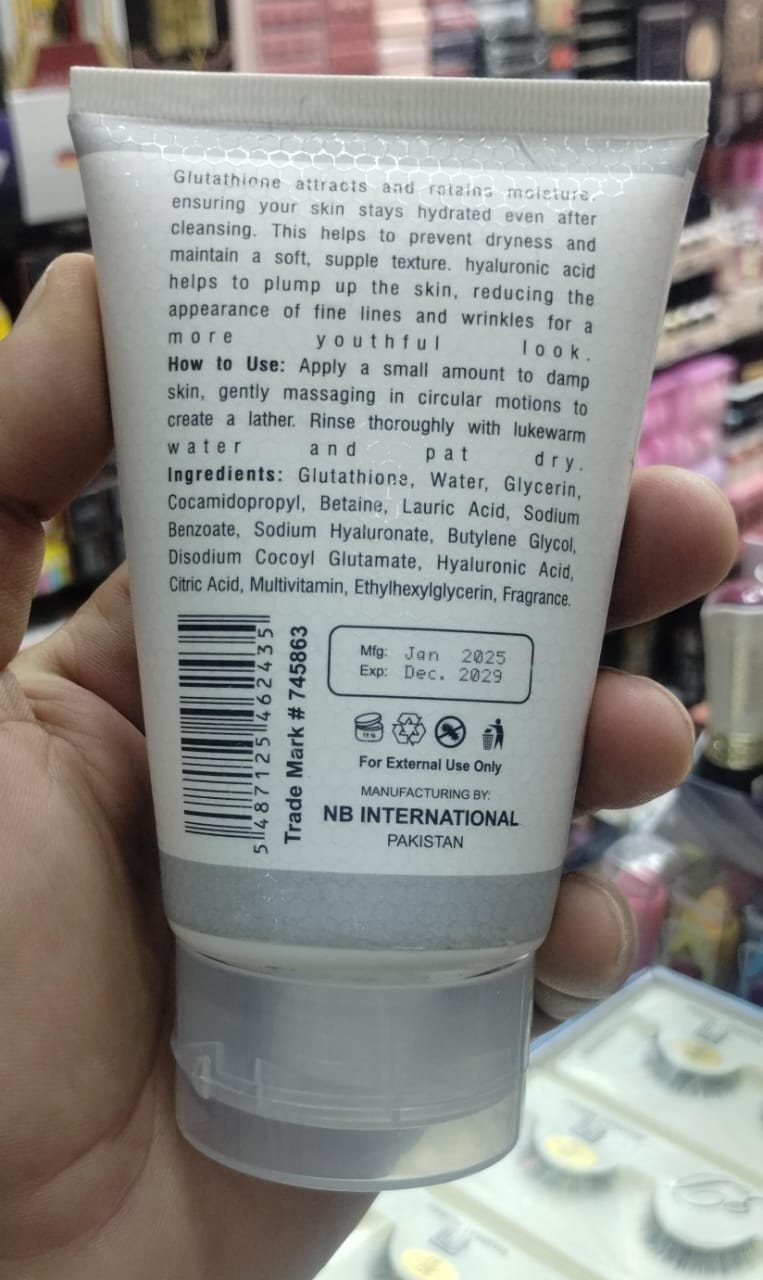 Glutathione attracts and retains moisture,
ensuring your skin stays hydrated even after
cleansing. This helps to prevent dryness and
maintain a soft, supple texture. hyaluronic acid
helps to plump up the skin, reducing the
appearance of fine lines and wrinkles for a
more youthful look.
How to Use: Apply a small amount to damp
skin, gently massaging in circular motions to
create a lather. Rinse thoroughly with lukewarm
water and pat dry.
Ingredients: Glutathione, Water, Glycerin,
Cocamidopropyl, Betaine, Lauric Acid, Sodium
Benzoate, Sodium Hyaluronate, Butylene Glycol,
Disodium Cocoyl Glutamate, Hyaluronic Acid,
Citric Acid, Multivitamin, Ethylhexylglycerin, Fragrance.
5 487125 462435
Trade Mark # 745863
Mfg: Jan 2025
Exp: Dec. 2029
For External Use Only
MANUFACTURING BY:
NB INTERNATIONAL
PAKISTAN